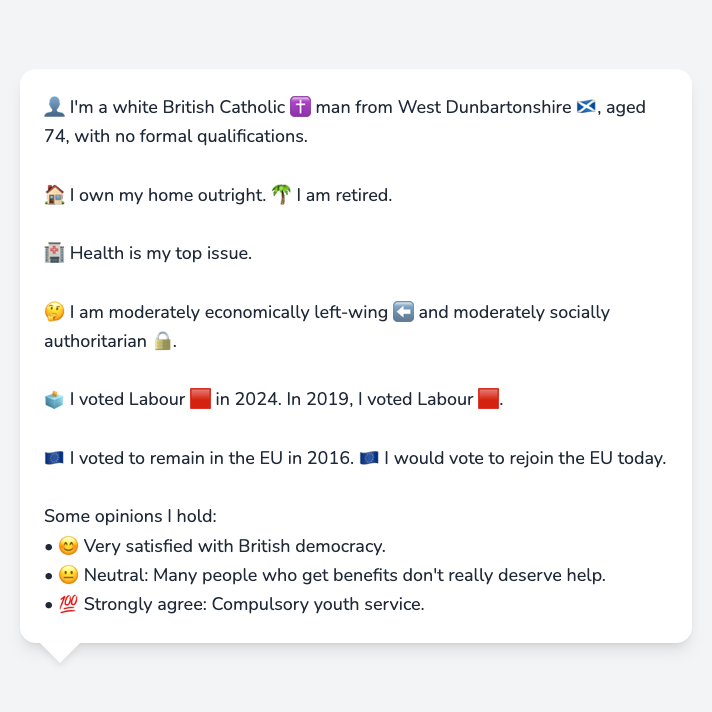 👤 I'm a white British Catholic ✝️ man from West Dunbartonshire 🏴󠁧󠁢󠁳󠁣󠁴󠁿, aged
74, with no formal qualifications.
🏠 I own my home outright. 🌴 I am retired.
🏥 Health is my top issue.
🤔 I am moderately economically left-wing ⬅️ and moderately socially
authoritarian 🔒.
🗳️ I voted Labour 🟥 in 2024. In 2019, I voted Labour 🟥.
🇪🇺 I voted to remain in the EU in 2016. 🇪🇺 I would vote to rejoin the EU today.
Some opinions I hold:
• 😊 Very satisfied with British democracy.
• 😐 Neutral: Many people who get benefits don't really deserve help.
• 💯 Strongly agree: Compulsory youth service.